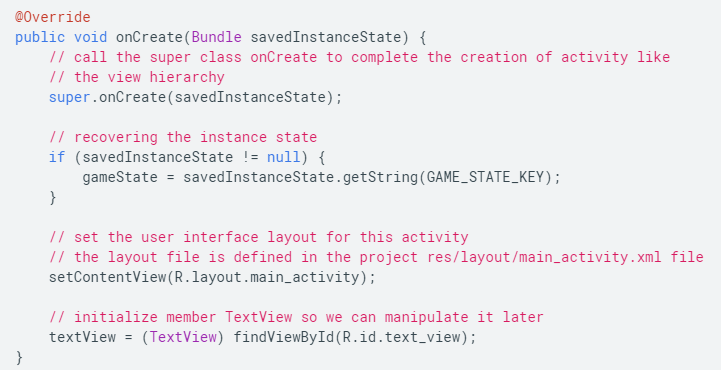 @Override
public void onCreate(Bundle savedInstanceState) {
    // call the super class onCreate to complete the creation of activity like
    // the view hierarchy
    super.onCreate(savedInstanceState);

    // recovering the instance state
    if (savedInstanceState != null) {
        gameState = savedInstanceState.getString(GAME_STATE_KEY);
    }

    // set the user interface layout for this activity
    // the layout file is defined in the project res/layout/main_activity.xml file
    setContentView(R.layout.main_activity);

    // initialize member TextView so we can manipulate it later
    textView = (TextView) findViewById(R.id.text_view);
}